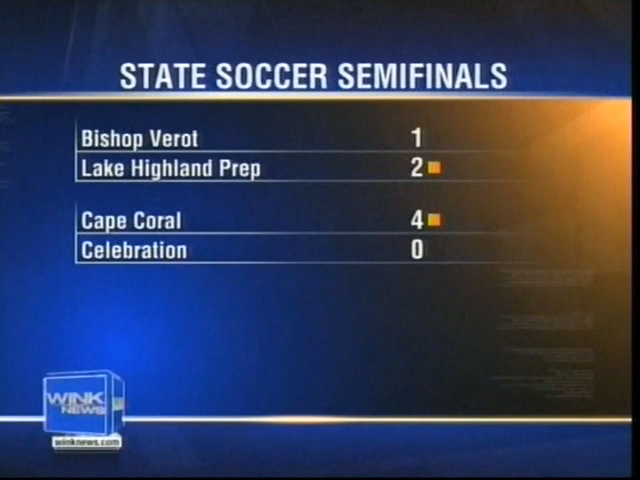 STATE SOCCER SEMIFINALS
Bishop Verot 1
Lake Highland Prep 2
Cape Coral 4
Celebration 0
WINK
NEWS
winknews.com